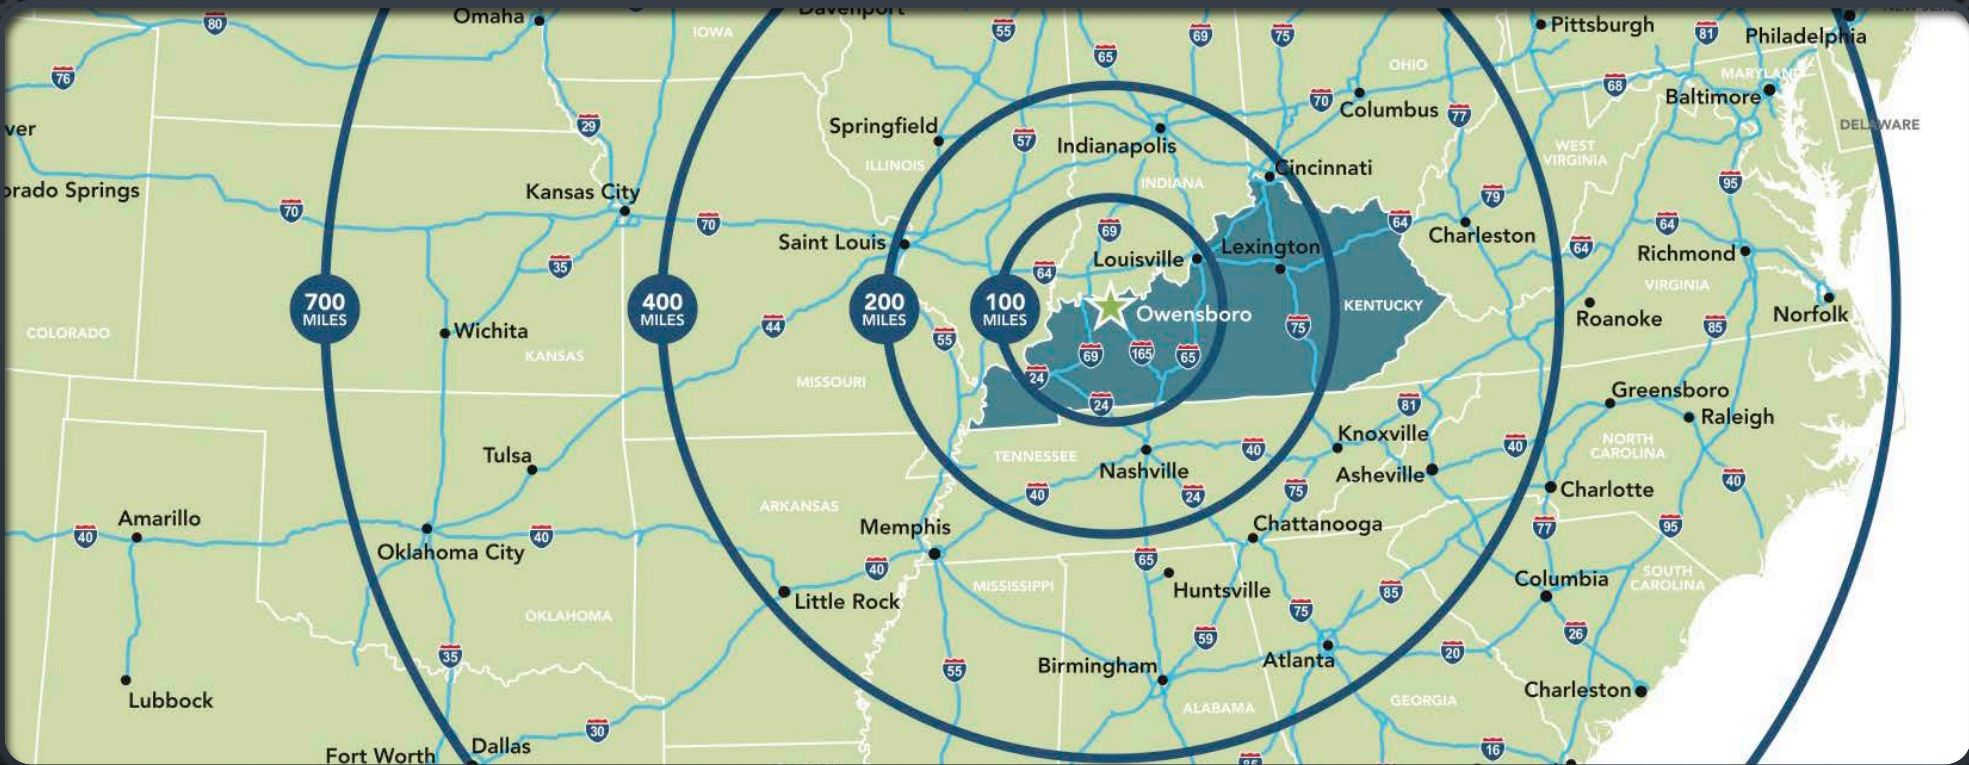 Omaha
Davenport
IOWA
80
76
55
65
69
75
Pittsburgh
81
Philadelphia
OHIO
MARYLAND
68
Baltimore
70
Columbus
77
29
Springfield
57
Indianapolis
DELAWARE
WEST
VIRGINIA
ver
ILLINOIS
Cincinnati
INDIANA
95
orado Springs
Kansas City
79
70
70
69
64
Charleston
64
64
Richmond
Saint Louis
Louisville
Lexington
35
64
VIRGINIA
700
MILES
400
MILES
200
MILES
100
MILES
Owensboro
KENTUCKY
Roanoke
Norfolk
COLORADO
Wichita
44
55
75
85
KANSAS
69
165
65
MISSOURI
24
24
81
Greensboro
Raleigh
Knoxville
40
40
NORTH
CAROLINA
Tulsa
TENNESSEE
Nashville
Asheville
40
24
75
40
Charlotte
ARKANSAS
Amarillo
40
Oklahoma City
40
Memphis
Chattanooga
77
95
40
65
MISSISSIPPI
Huntsville
Columbia
SOUTH
CAROLINA
Little Rock
85
75
OKLAHOMA
59
26
35
55
Birmingham
Atlanta
20
Lubbock
Charleston
ALABAMA
GEORGIA
30
Fort Worth
Dallas
16
85